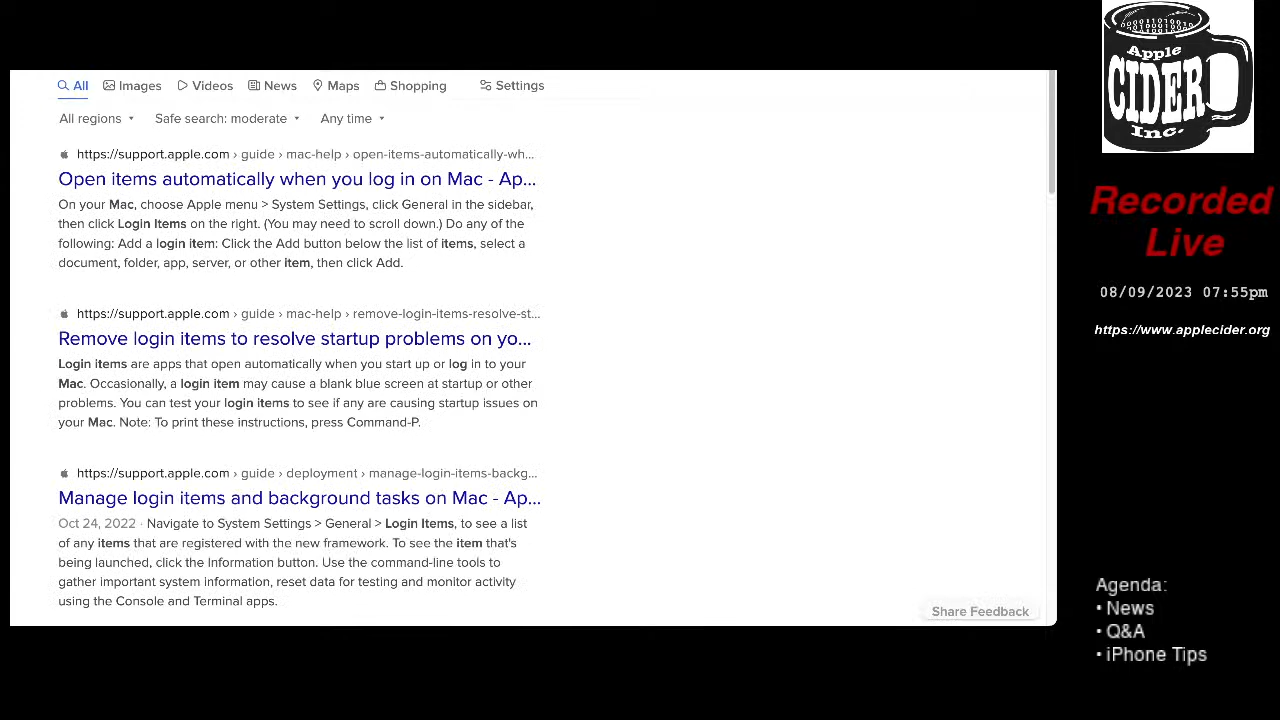 All Images Videos News Maps Shopping Settings
All regions Safe search: moderate Any time
https://support.apple.com › guide › mac-help › open-items-automatically-wh...
Open items automatically when you log in on Mac - Ap...
On your Mac, choose Apple menu > System Settings, click General in the sidebar,
then click Login Items on the right. (You may need to scroll down.) Do any of the
following: Add a login item: Click the Add button below the list of items, select a
document, folder, app, server, or other item, then click Add.
https://support.apple.com › guide › mac-help › remove-login-items-resolve-st...
Remove login items to resolve startup problems on yo...
Login items are apps that open automatically when you start up or log in to your
Mac. Occasionally, a login item may cause a blank blue screen at startup or other
problems. You can test your login items to see if any are causing startup issues on
your Mac. Note: To print these instructions, press Command-P.
https://support.apple.com › guide › deployment › manage-login-items-backg...
Manage login items and background tasks on Mac - Ap...
Oct 24, 2022 · Navigate to System Settings > General > Login Items, to see a list
of any items that are registered with the new framework. To see the item that's
being launched, click the Information button. Use the command-line tools to
gather important system information, reset data for testing and monitor activity
using the Console and Terminal apps.
Share Feedback
Apple
CIDER
Inc.
Recorded
Live
08/09/2023 07:55pm
https://www.applecider.org
Agenda:
• News
• Q&A
• iPhone Tips